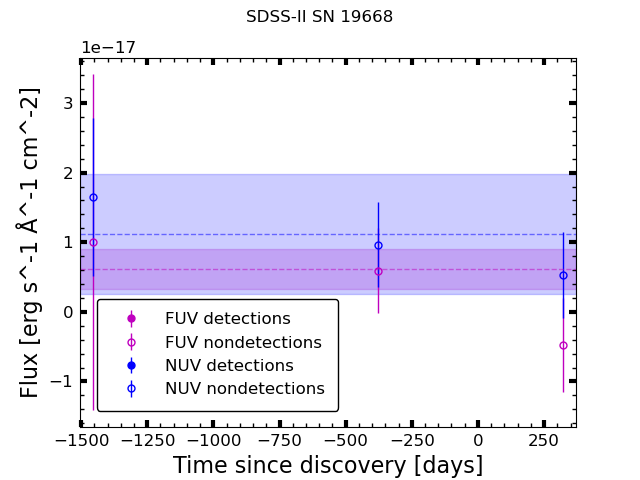 SDSS-II SN 19668
1e−17
3
2
1
0
−1
Flux [erg s^-1 Å^-1 cm^-2]
FUV detections
FUV nondetections
NUV detections
NUV nondetections
−1500 −1250 −1000 −750 −500 −250 0 250
Time since discovery [days]